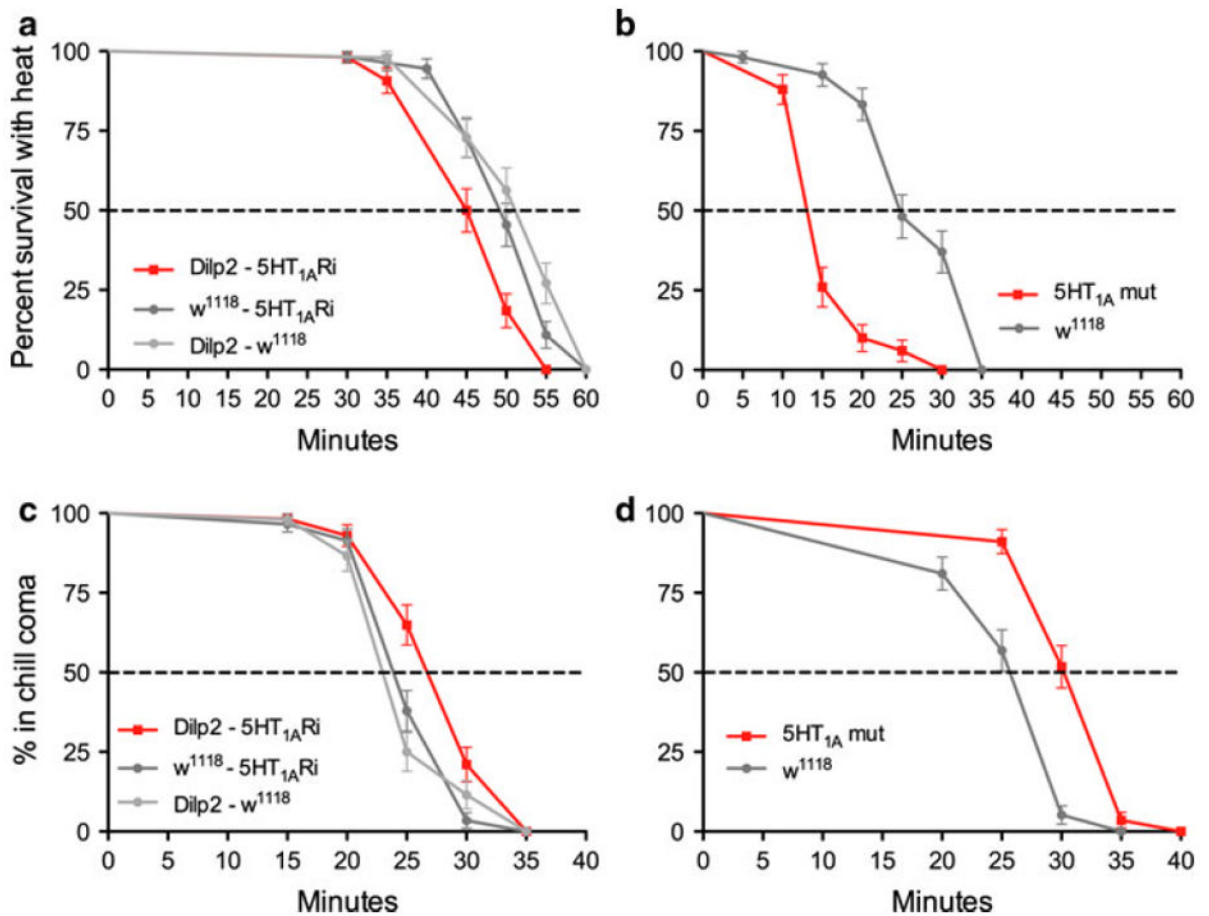 a
Percent survival with heat
100
75
50
25
0
Dilp2 - 5HT1ARi
w1118 - 5HT1ARi
Dilp2 - w1118
0 5 10 15 20 25 30 35 40 45 50 55 60
Minutes
b
100
75
50
25
0
5HT1A mut
w1118
0 5 10 15 20 25 30 35 40 45 50 55 60
Minutes
c
% in chill coma
100
75
50
25
0
Dilp2 - 5HT1ARi
w1118 - 5HT1ARi
Dilp2 - w1118
0 5 10 15 20 25 30 35 40
Minutes
d
100
75
50
25
0
5HT1A mut
w1118
0 5 10 15 20 25 30 35 40
Minutes